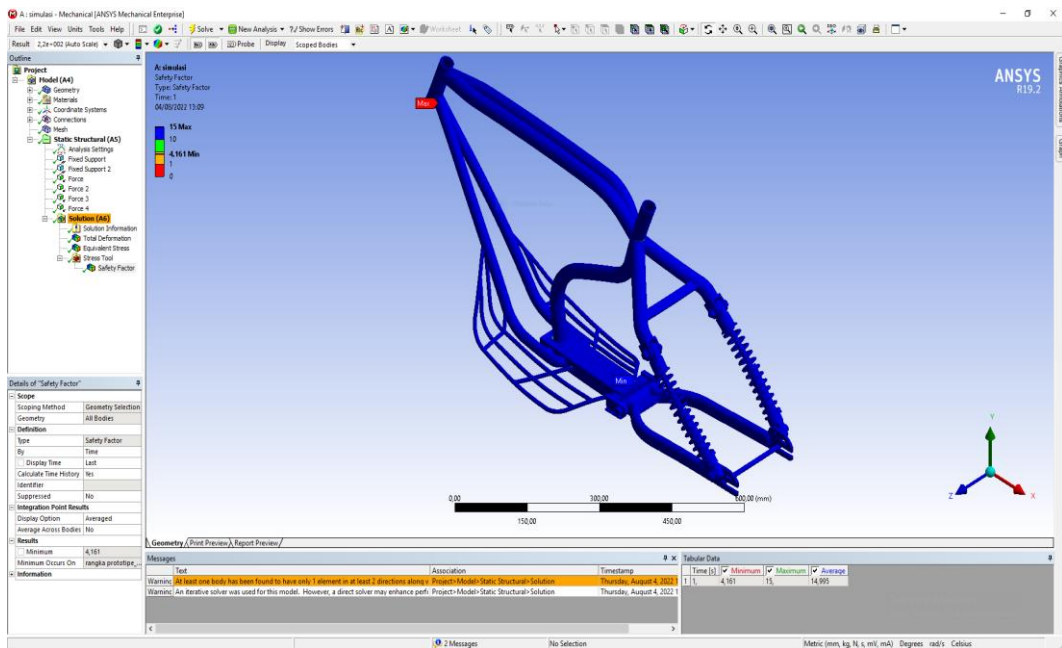 A : simulasi - Mechanical [ANSYS Mechanical Enterprise]
File Edit View Units Tools Help Solve New Analysis ?/Show Errors Worksheet
Result 2,2e+002 (Auto Scale) Probe Display Scoped Bodies
Outline
Project
Model (A4)
Geometry
Materials
Coordinate Systems
Connections
Mesh
Static Structural (A5)
Analysis Settings
Fixed Support
Fixed Support 2
Force
Force 2
Force 3
Force 4
Solution (A6)
Solution Information
Total Deformation
Equivalent Stress
Stress Tool
Safety Factor
Details of "Safety Factor"
Scope
Scoping Method Geometry Selection
Geometry All Bodies
Definition
Type Safety Factor
By Time
Display Time Last
Calculate Time History Yes
Identifier
Suppressed No
Integration Point Results
Display Option Averaged
Average Across Bodies No
Results
Minimum 4,161
Minimum Occurs On rangka prototipe_...
Information
A: simulasi
Safety Factor
Type: Safety Factor
Time: 1
04/08/2022 13:09
15 Max
10
4,161 Min
1
0
Max
Min
ANSYS
R19.2
0,00 300,00 600,00 (mm)
150,00 450,00
Y
Z X
Geometry Print Preview Report Preview
Messages
Text Association Timestamp
Warning At least one body has been found to have only 1 element in at least 2 directions along Project>Model>Static Structural>Solution Thursday, August 4, 2022 1
Warning An iterative solver was used for this model. However, a direct solver may enhance perf Project>Model>Static Structural>Solution Thursday, August 4, 2022 1
Tabular Data
Time [s] Minimum Maximum Average
1 1, 4,161 15, 14,995
2 Messages No Selection Metric (mm, kg, N, s, mV, mA) Degrees rad/s Celsius